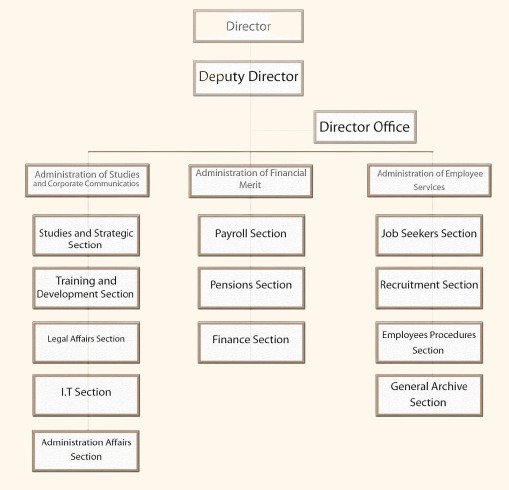 Director
Deputy Director
Director Office
Administration of Studies
and Corporate Communicatios
Studies and Strategic
Section
Training and
Development Section
Legal Affairs Section
I.T Section
Administration Affairs
Section
Administration of Financial
Merit
Payroll Section
Pensions Section
Finance Section
Administration of Employee
Services
Job Seekers Section
Recruitment Section
Employees Procedures
Section
General Archive
Section